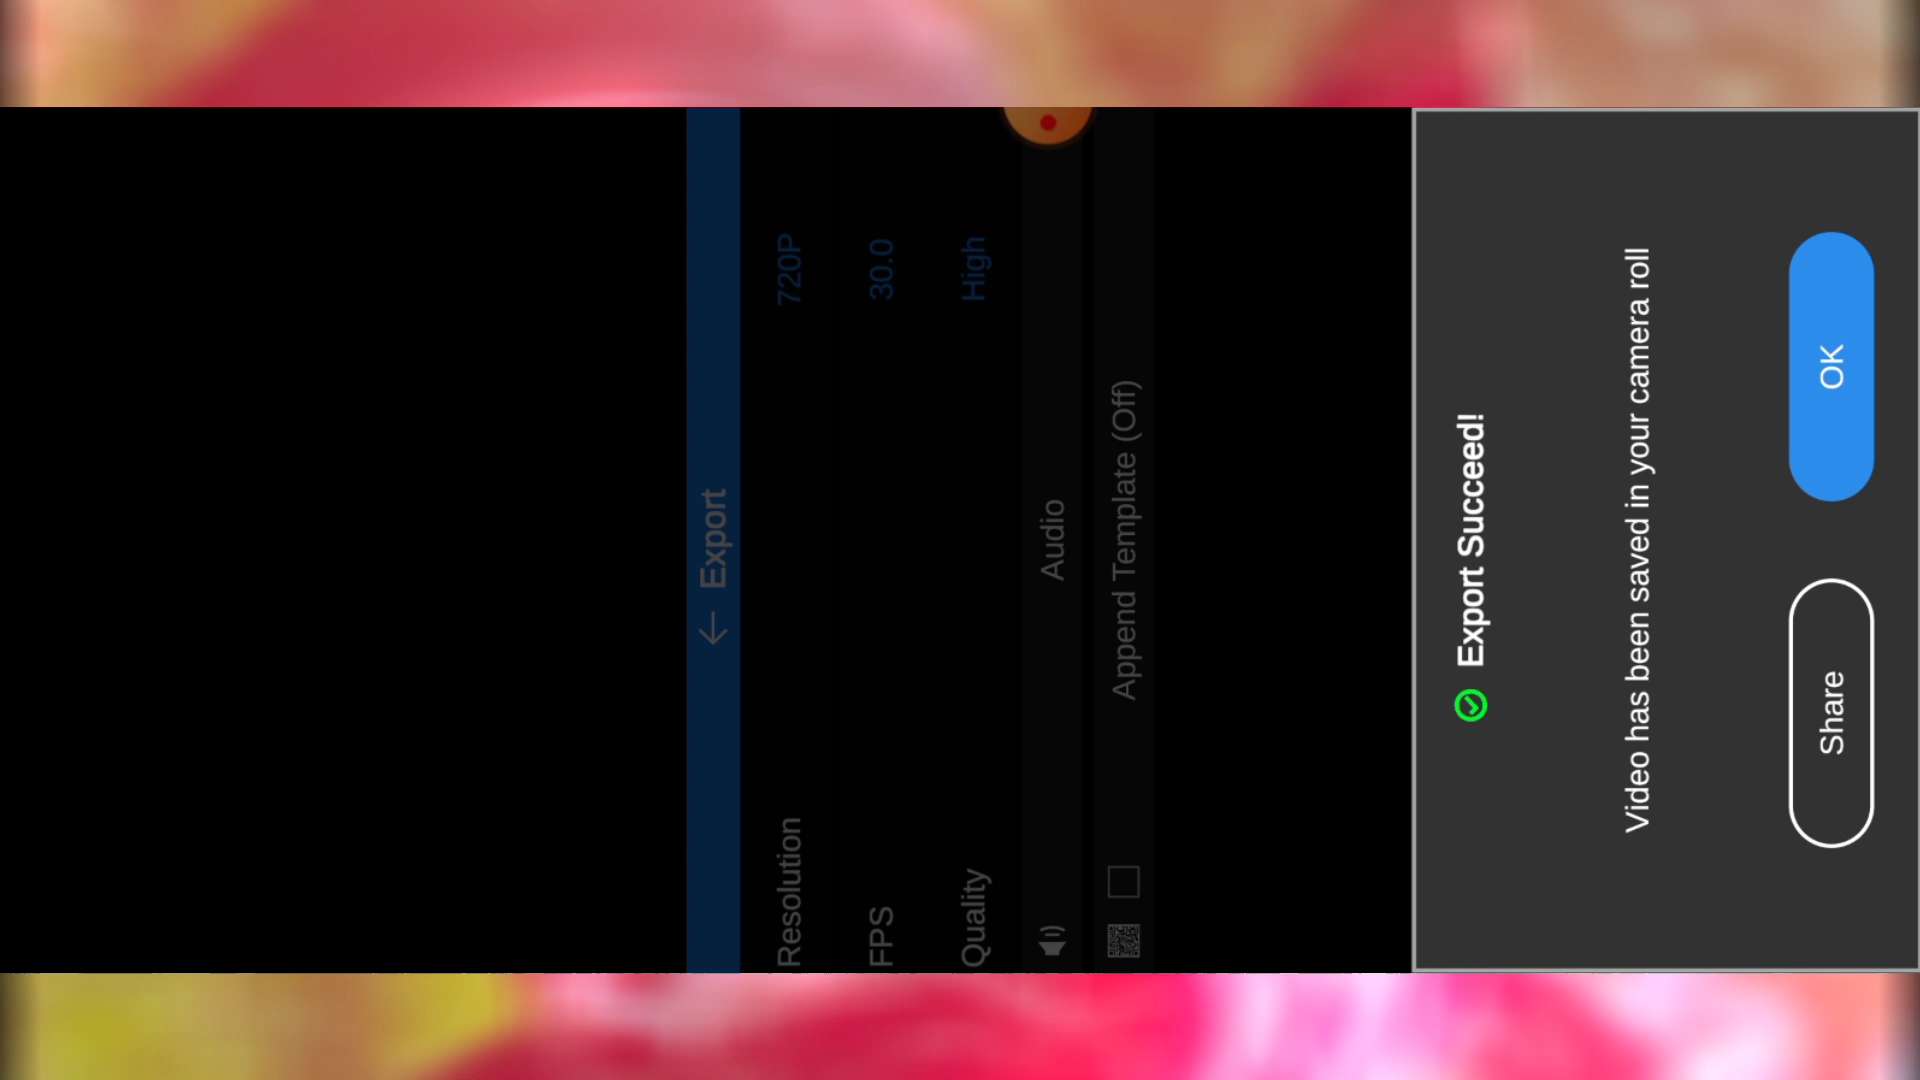 Export
Resolution 720P
FPS 30.0
Quality High
Audio
Append Template (Off)
Export Succeed!
Video has been saved in your camera roll
Share OK